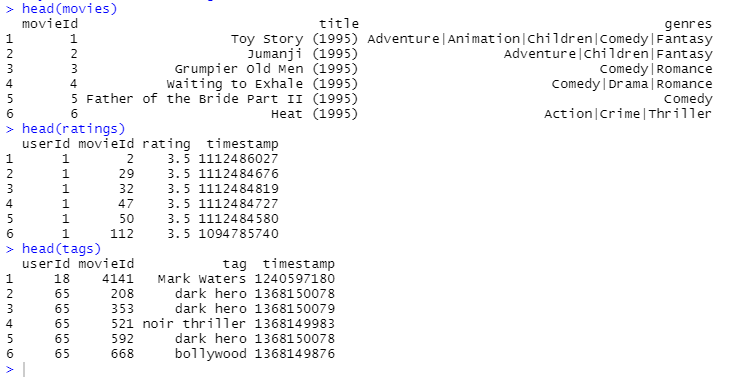 > head(movies)
movieId title genres
1 1 Toy Story (1995) Adventure|Animation|Children|Comedy|Fantasy
2 2 Jumanji (1995) Adventure|Children|Fantasy
3 3 Grumpier Old Men (1995) Comedy|Romance
4 4 Waiting to Exhale (1995) Comedy|Drama|Romance
5 5 Father of the Bride Part II (1995) Comedy
6 6 Heat (1995) Action|Crime|Thriller
> head(ratings)
userId movieId rating timestamp
1 1 2 3.5 1112486027
2 1 29 3.5 1112484676
3 1 32 3.5 1112484819
4 1 47 3.5 1112484727
5 1 50 3.5 1112484580
6 1 112 3.5 1094785740
> head(tags)
userId movieId tag timestamp
1 18 4141 Mark Waters 1240597180
2 65 208 dark hero 1368150078
3 65 353 dark hero 1368150079
4 65 521 noir thriller 1368149983
5 65 592 dark hero 1368150078
6 65 668 bollywood 1368149876
>